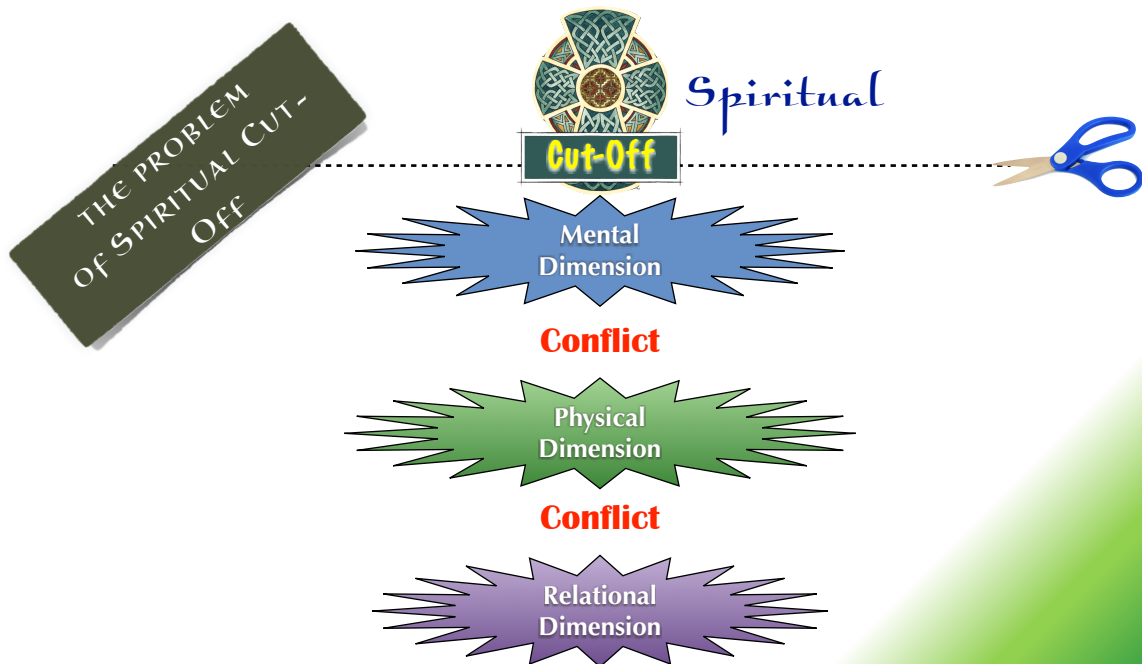 The problem
of Spiritual Cut-
Off
Spiritual
Cut-Off
Mental
Dimension
Conflict
Physical
Dimension
Conflict
Relational
Dimension